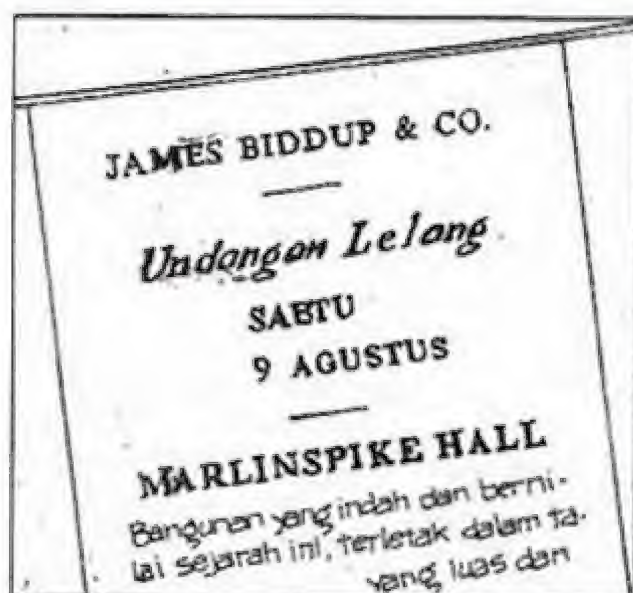 JAMES BIDDUP & CO.
Undangan Lelang
SABTU
9 AGUSTUS
MARLINSPIKE HALL
Bangunan yang indah dan berni-
lai sejarah ini, terletak dalam ta-
yang luas dan